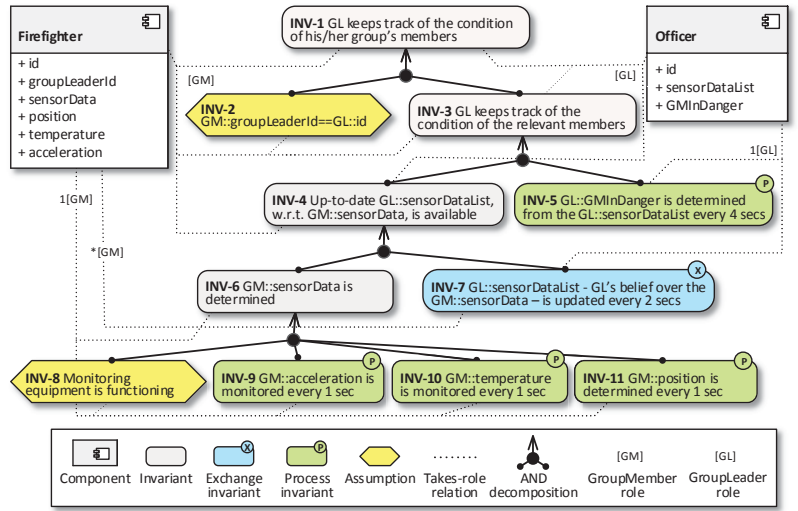 Firefighter
+ id
+ groupLeaderId
+ sensorData
+ position
+ temperature
+ acceleration
INV-1 GL keeps track of the condition
of his/her group's members
Officer
+ id
+ sensorDataList
+ GMInDanger
[GM]
[GL]
INV-2
GM::groupLeaderId==GL::id
INV-3 GL keeps track of the
condition of the relevant members
1[GL]
1[GM]
INV-4 Up-to-date GL::sensorDataList,
w.r.t. GM::sensorData, is available
P
INV-5 GL::GMInDanger is determined
from the GL::sensorDataList every 4 secs
*[GM]
INV-6 GM::sensorData is
determined
X
INV-7 GL::sensorDataList - GL's belief over the
GM::sensorData – is updated every 2 secs
INV-8 Monitoring
equipment is functioning
P
INV-9 GM::acceleration is
monitored every 1 sec
P
INV-10 GM::temperature
is monitored every 1 sec
P
INV-11 GM::position is
determined every 1 sec
X
P
[GM]
[GL]
Component
Invariant
Exchange
invariant
Process
invariant
Assumption
Takes-role
relation
AND
decomposition
GroupMember
role
GroupLeader
role